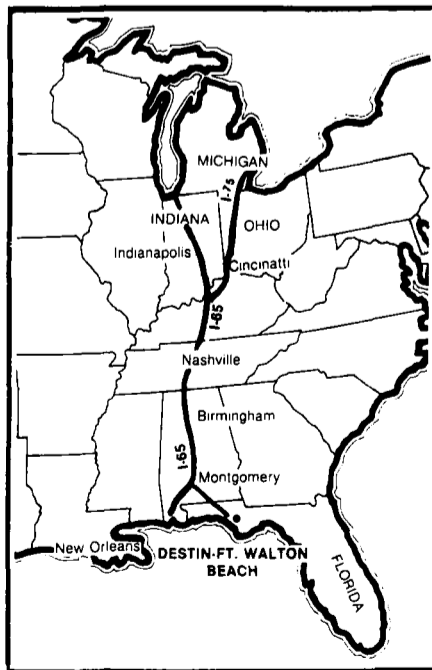 MICHIGAN
I-75
INDIANA
OHIO
Indianapolis
Cincinatti
I-65
Nashville
Birmingham
I-65
Montgomery
New Orleans
DESTIN-FT. WALTON
BEACH
FLORIDA